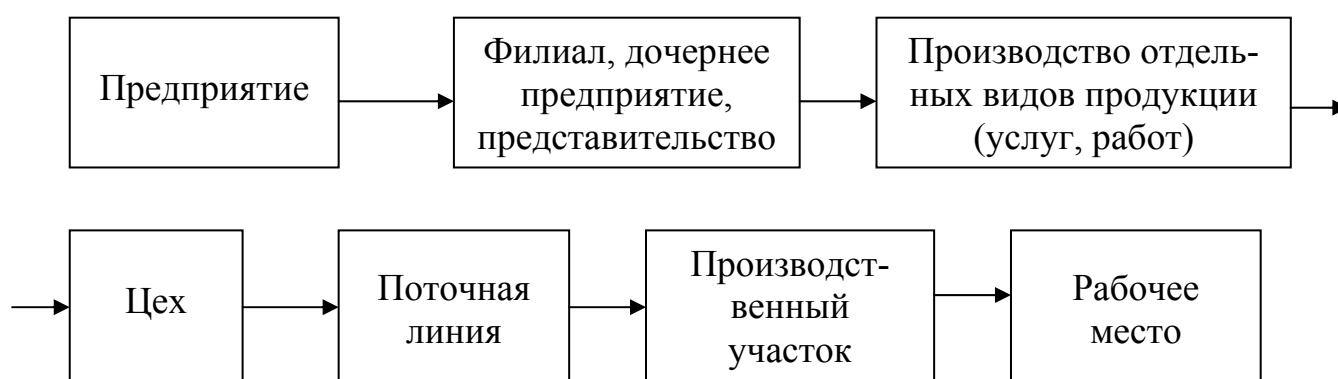 Предприятие
Филиал, дочернее
предприятие,
представительство
Производство отдель-
ных видов продукции
(услуг, работ)
Цех
Поточная
линия
Производст-
венный
участок
Рабочее
место